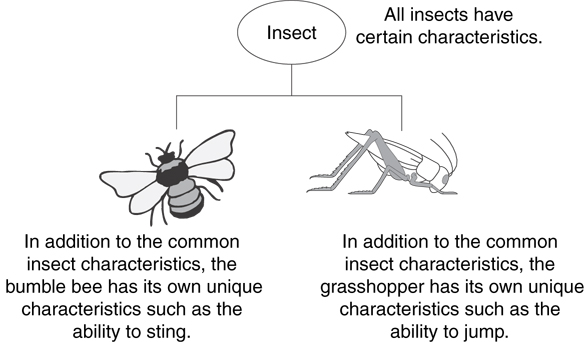 Insect
All insects have
certain characteristics.
In addition to the common
insect characteristics, the
bumble bee has its own unique
characteristics such as the
ability to sting.
In addition to the common
insect characteristics, the
grasshopper has its own unique
characteristics such as the
ability to jump.